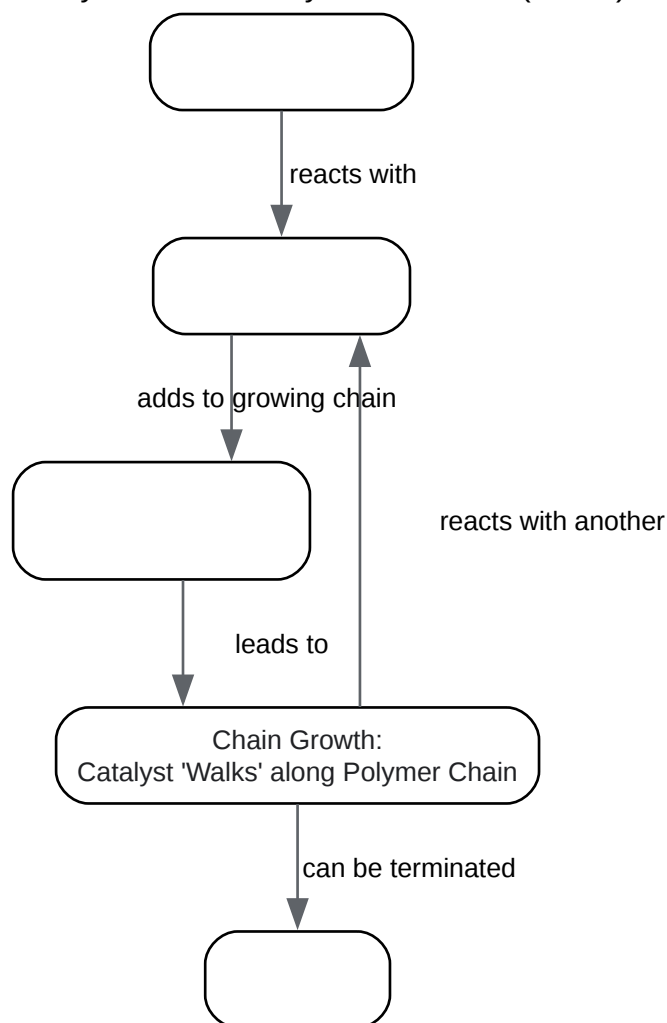 reacts with
adds to growing chain
reacts with another
leads to
Chain Growth:
Catalyst 'Walks' along Polymer Chain
can be terminated